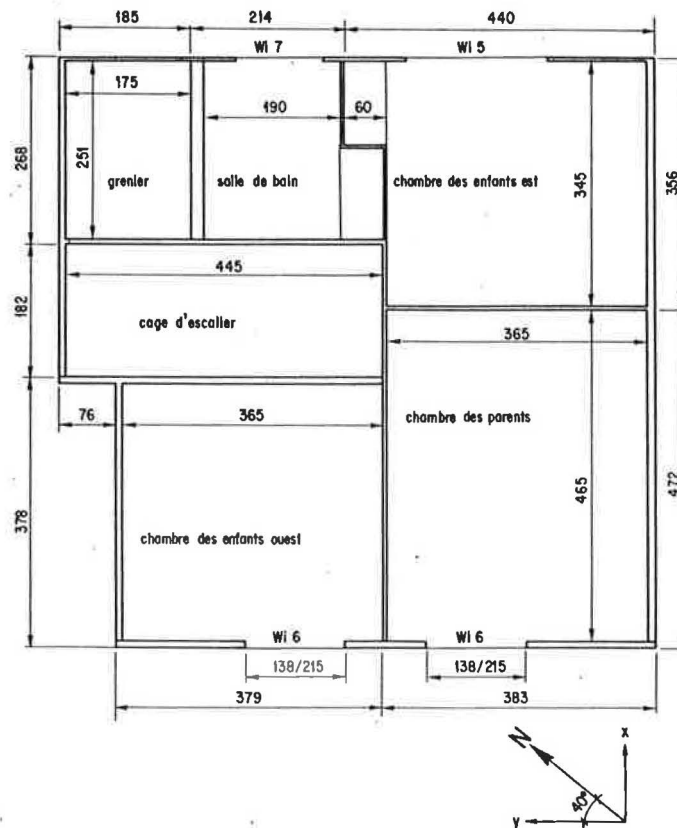 185 214 440
Wi 7 Wi 5
175
190 60
268
251
grenier
salle de bain
chambre des enfants est
345
356
445
182
cage d'escalier
365
76
365
chambre des parents
378
465
472
chambre des enfants ouest
Wi 6 Wi 6
138/215 138/215
379 383
N
X
40°
Y